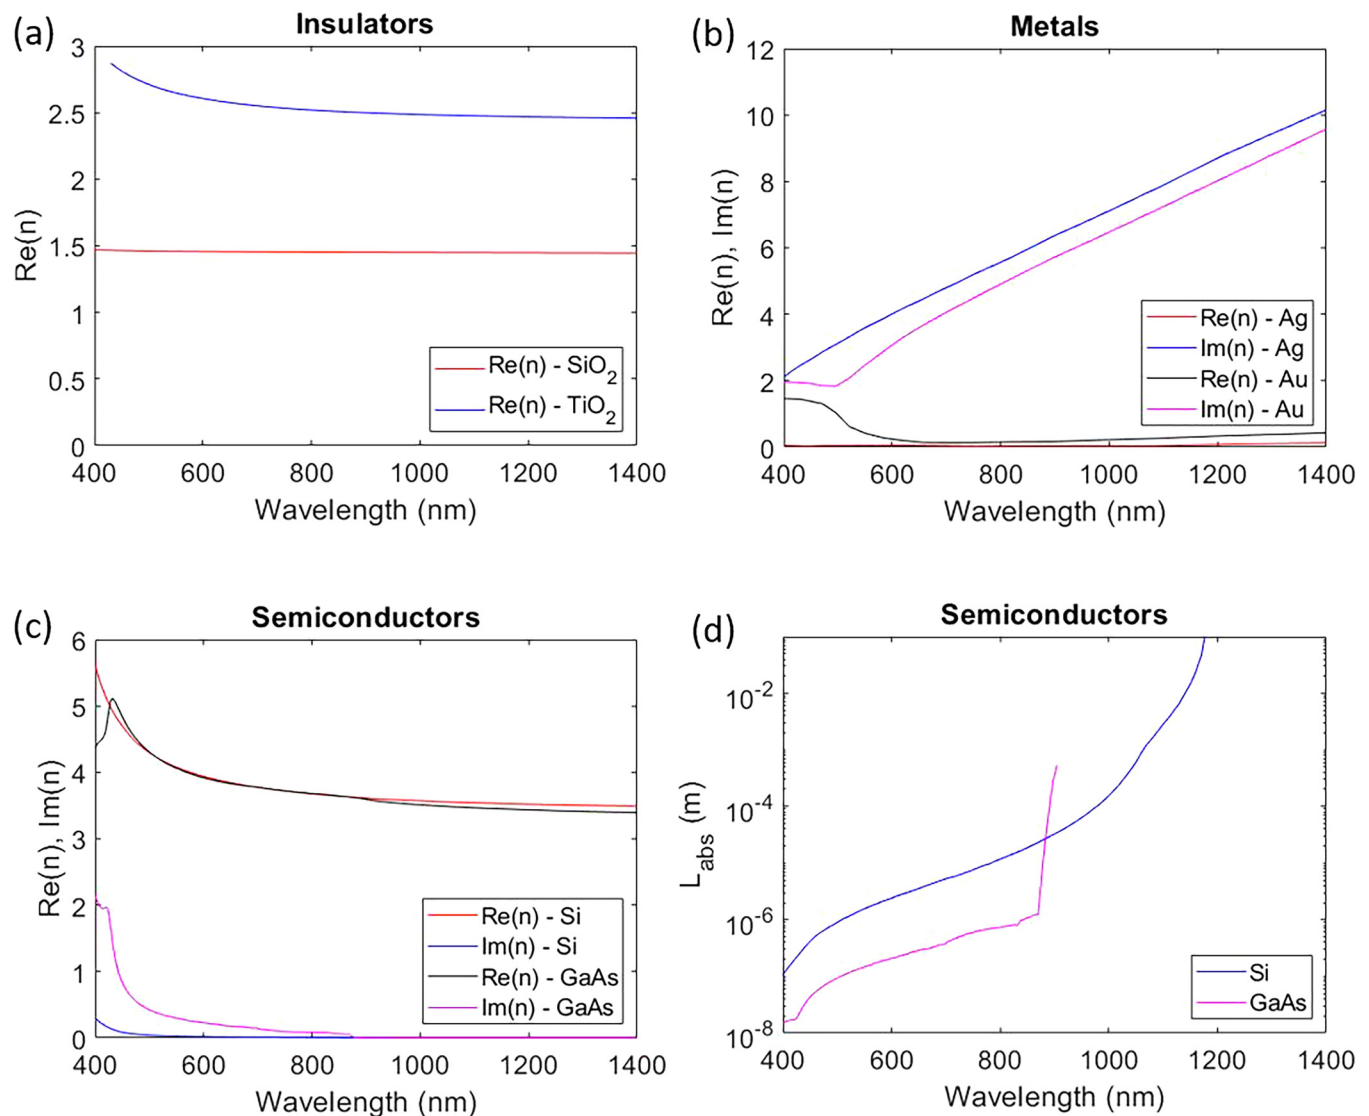 (a)
Insulators
3
2.5
2
1.5
1
0.5
0
Re(n)
Re(n) - SiO2
Re(n) - TiO2
400
600
800
1000
1200
1400
Wavelength (nm)
(b)
Metals
12
10
8
6
4
2
0
Re(n), Im(n)
Re(n) - Ag
Im(n) - Ag
Re(n) - Au
Im(n) - Au
400
600
800
1000
1200
1400
Wavelength (nm)
(c)
Semiconductors
6
5
4
3
2
1
0
Re(n), Im(n)
Re(n) - Si
Im(n) - Si
Re(n) - GaAs
Im(n) - GaAs
400
600
800
1000
1200
1400
Wavelength (nm)
(d)
Semiconductors
10-2
10-4
10-6
10-8
Labs (m)
Si
GaAs
400
600
800
1000
1200
1400
Wavelength (nm)